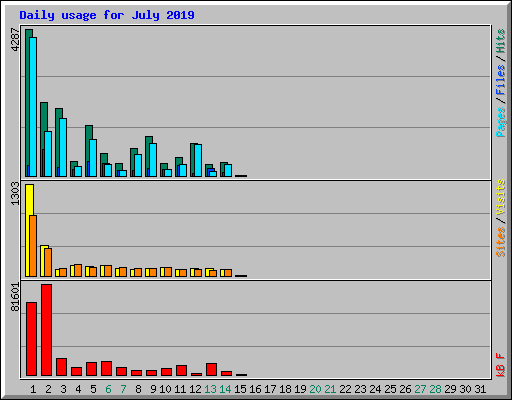 Daily usage for July 2019
4287
1303
81601
Pages / Files / Hits
Sites / Visits
kB F
1 2 3 4 5 6 7 8 9 10 11 12 13 14 15 16 17 18 19 20 21 22 23 24 25 26 27 28 29 30 31